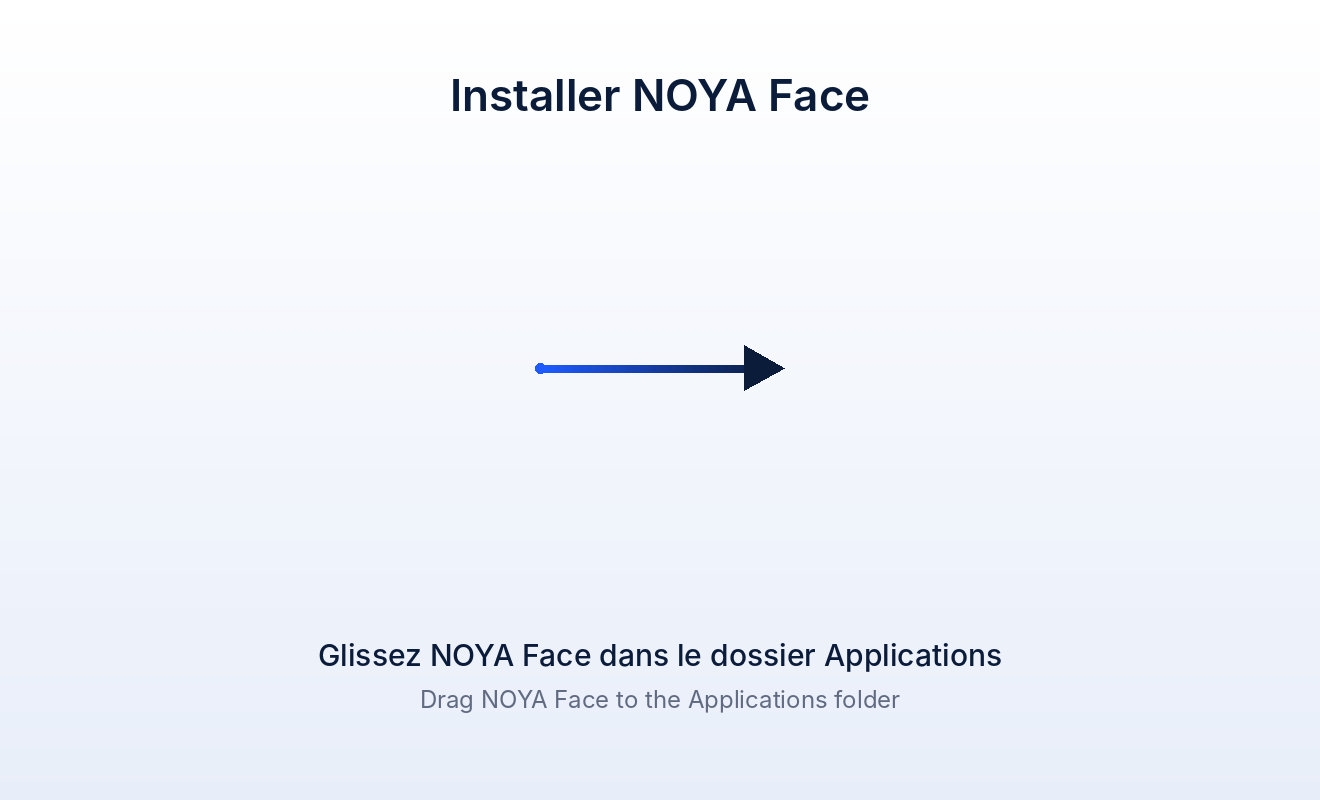 Installer NOYA Face
Glissez NOYA Face dans le dossier Applications
Drag NOYA Face to the Applications folder